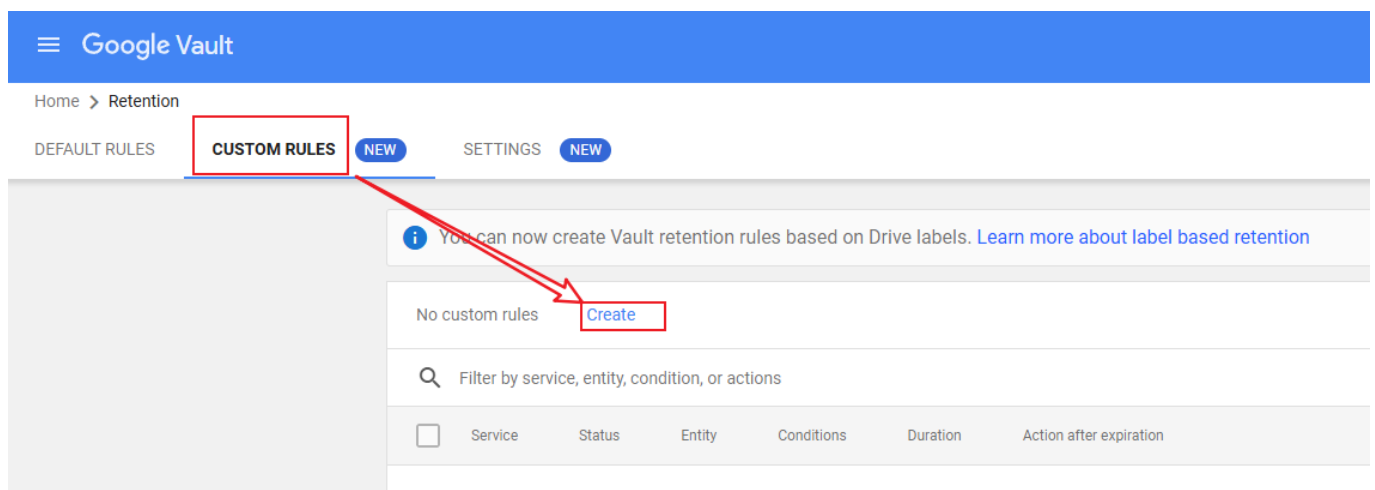 Google Vault
Home > Retention
DEFAULT RULES CUSTOM RULES NEW SETTINGS NEW
You can now create Vault retention rules based on Drive labels. Learn more about label based retention
No custom rules Create
Filter by service, entity, condition, or actions
Service Status Entity Conditions Duration Action after expiration